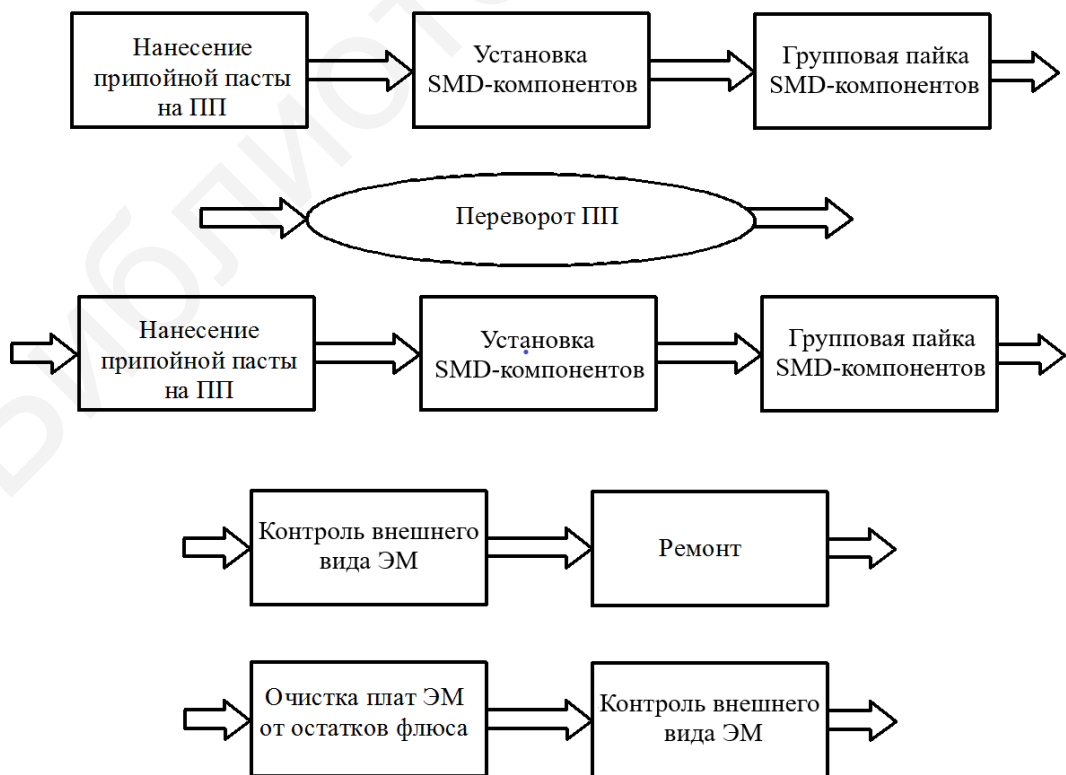 Нанесение
припойной пасты
на ПП
Установка
SMD-компонентов
Групповая пайка
SMD-компонентов
Переворот ПП
Нанесение
припойной пасты
на ПП
Установка
SMD-компонентов
Групповая пайка
SMD-компонентов
Контроль внешнего
вида ЭМ
Ремонт
Очистка плат ЭМ
от остатков флюса
Контроль внешнего
вида ЭМ